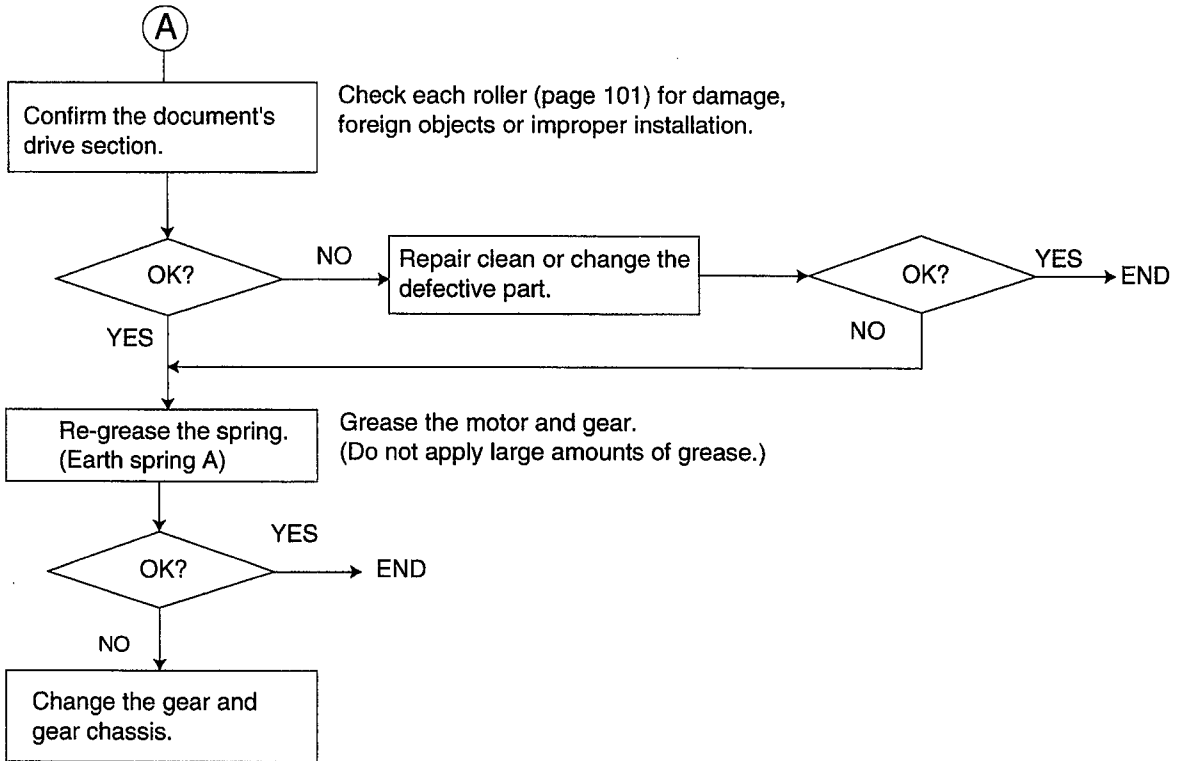 A
Confirm the document's
drive section.
Check each roller (page 101) for damage,
foreign objects or improper installation.
OK?
NO
Repair clean or change the
defective part.
OK?
YES
END
YES
NO
Re-grease the spring.
(Earth spring A)
Grease the motor and gear.
(Do not apply large amounts of grease.)
OK?
YES
END
NO
Change the gear and
gear chassis.